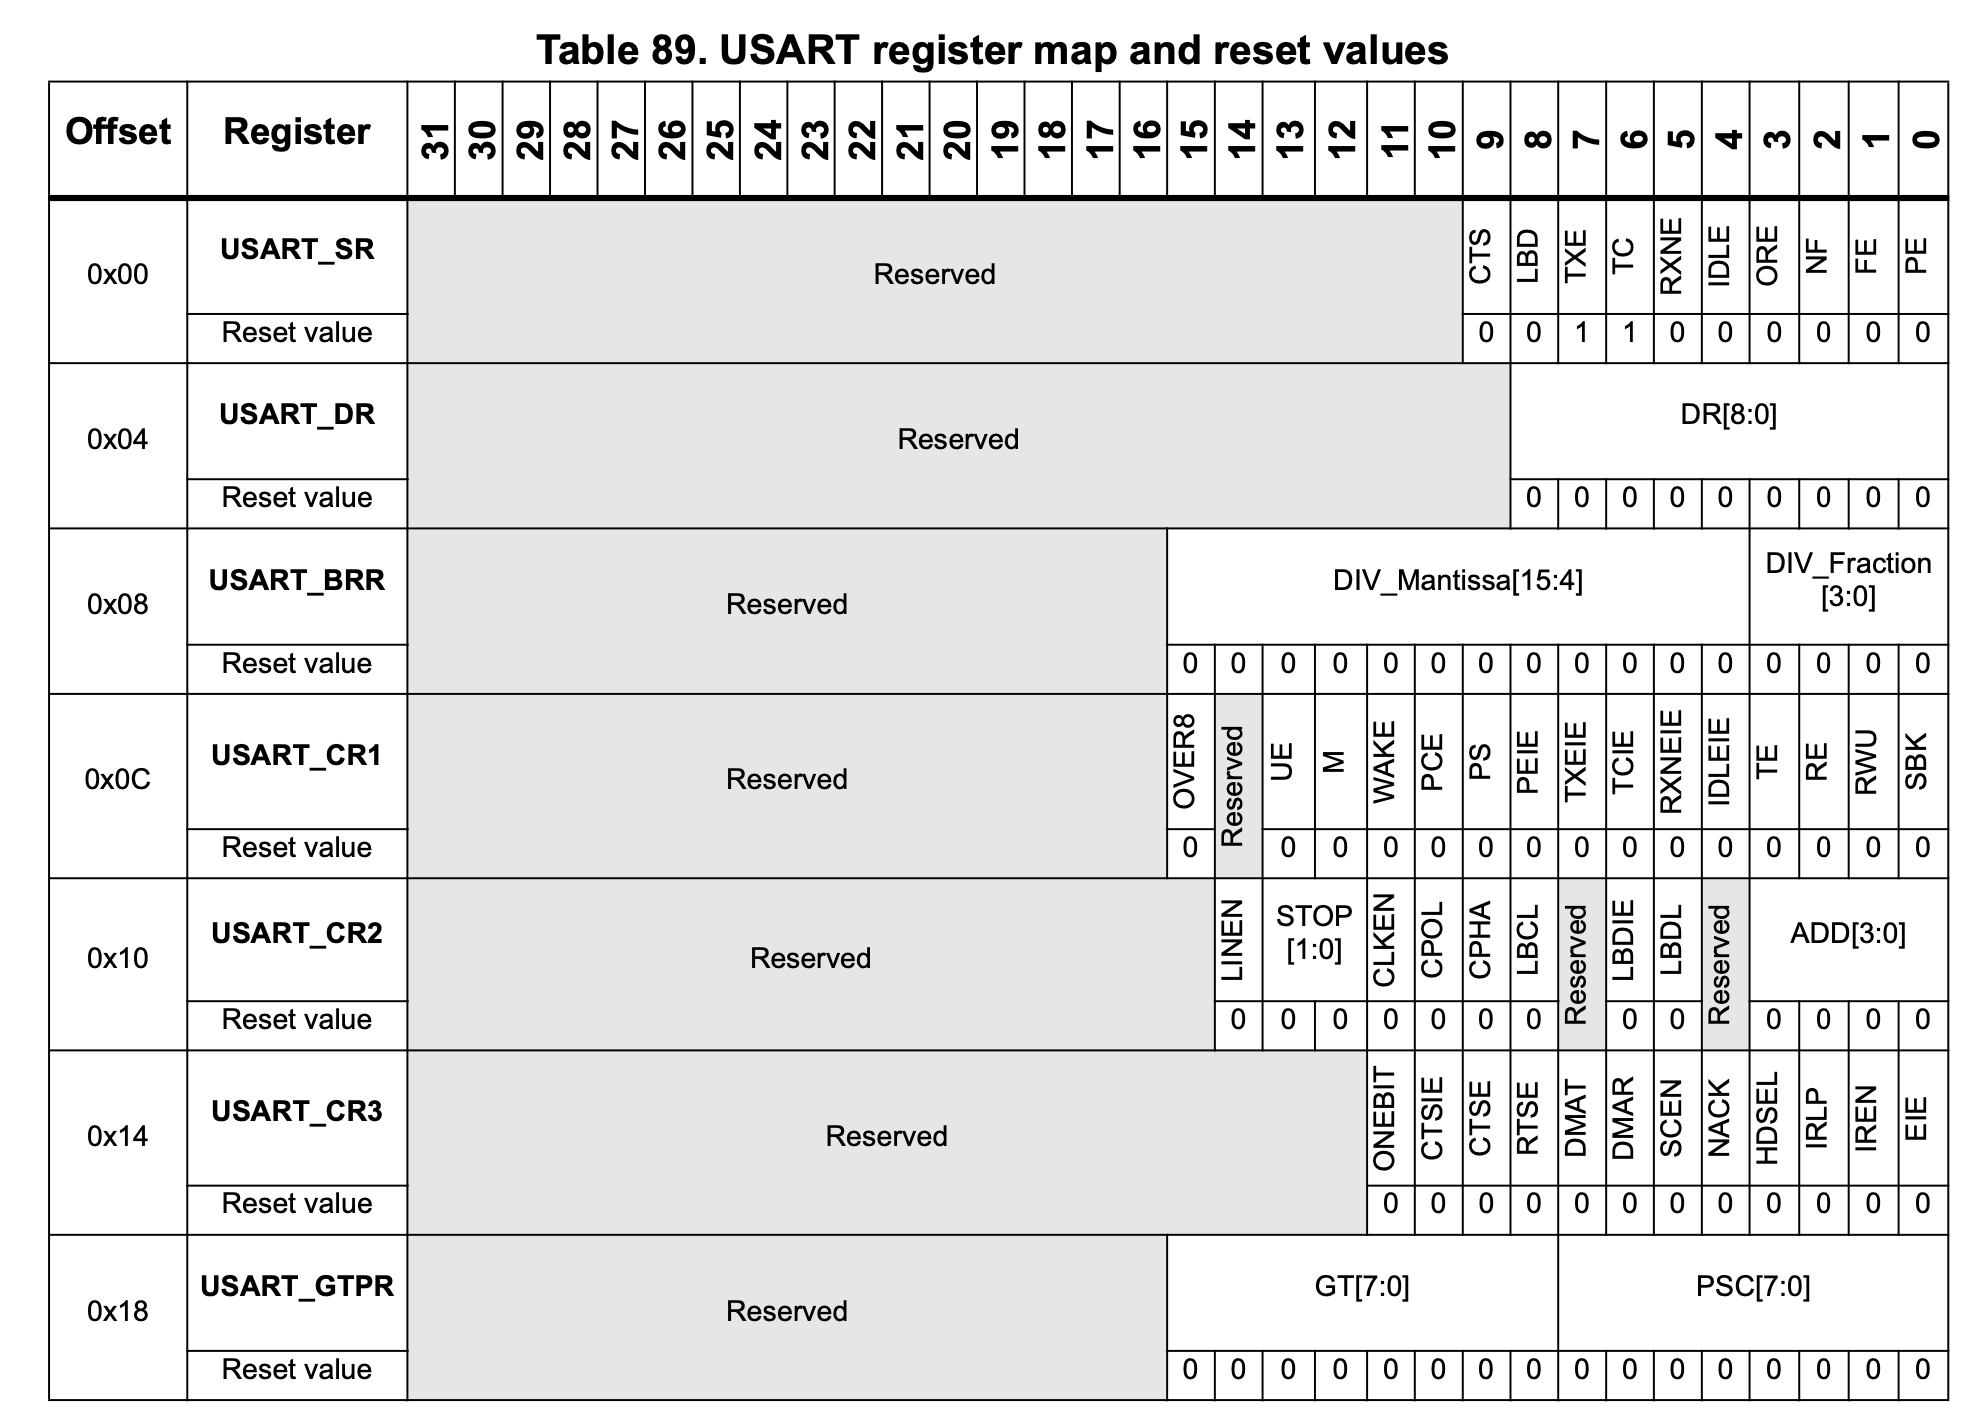 Table 89. USART register map and reset values
Offset Register 31 30 29 28 27 26 25 24 23 22 21 20 19 18 17 16 15 14 13 12 11 10 9 8 7 6 5 4 3 2 1 0
0x00 USART_SR Reserved CTS LBD TXE TC RXNE IDLE ORE NF FE PE
Reset value 0 0 1 1 0 0 0 0 0 0
0x04 USART_DR Reserved DR[8:0]
Reset value 0 0 0 0 0 0 0 0 0
0x08 USART_BRR Reserved DIV_Mantissa[15:4] DIV_Fraction
[3:0]
Reset value 0 0 0 0 0 0 0 0 0 0 0 0 0 0 0 0
0x0C USART_CR1 Reserved OVER8 Reserved UE M WAKE PCE PS PEIE TXEIE TCIE RXNEIE IDLEIE TE RE RWU SBK
Reset value 0 0 0 0 0 0 0 0 0 0 0 0 0 0 0
0x10 USART_CR2 Reserved LINEN STOP
[1:0] CLKEN CPOL CPHA LBCL Reserved LBDIE LBDL Reserved ADD[3:0]
Reset value 0 0 0 0 0 0 0 0 0 0 0 0 0
0x14 USART_CR3 Reserved ONEBIT CTSIE CTSE RTSE DMAT DMAR SCEN NACK HDSEL IRLP IREN EIE
Reset value 0 0 0 0 0 0 0 0 0 0 0 0
0x18 USART_GTPR Reserved GT[7:0] PSC[7:0]
Reset value 0 0 0 0 0 0 0 0 0 0 0 0 0 0 0 0